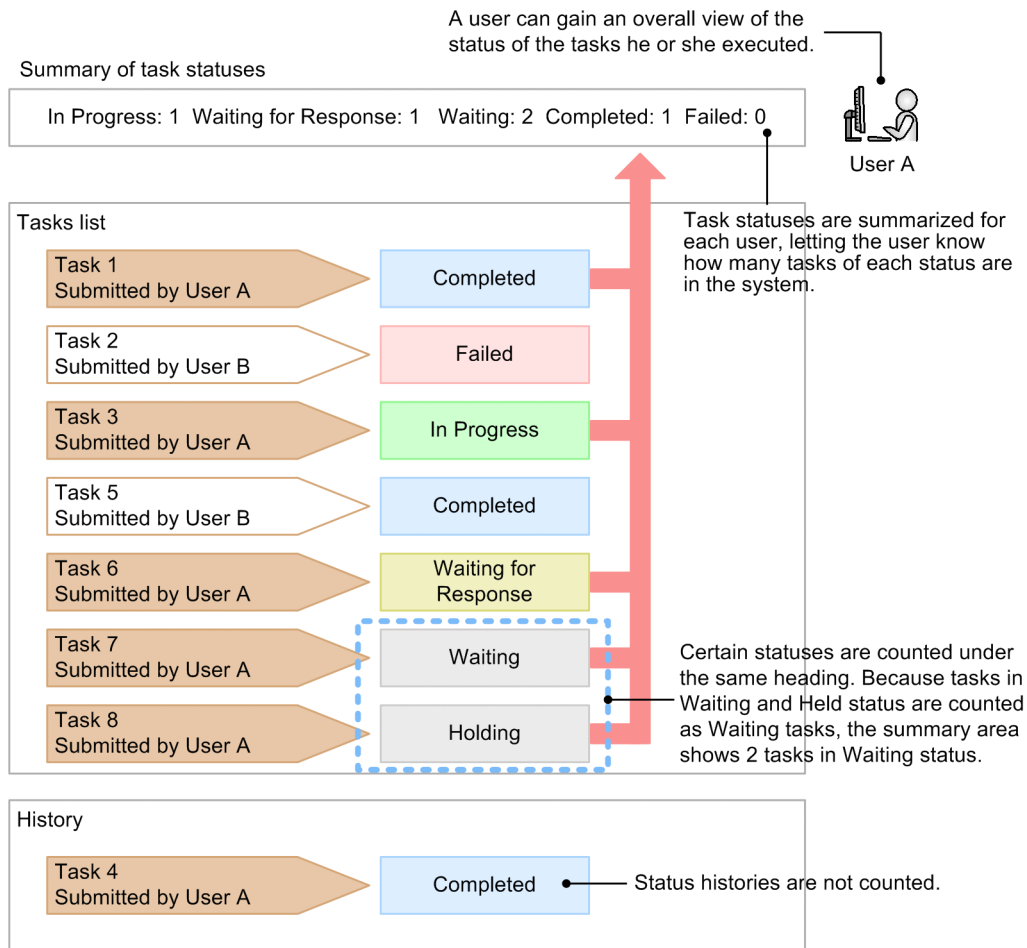 A user can gain an overall view of the
status of the tasks he or she executed.
Summary of task statuses
In Progress: 1 Waiting for Response: 1 Waiting: 2 Completed: 1 Failed: 0
User A
Tasks list
Task statuses are summarized for
each user, letting the user know
how many tasks of each status are
in the system.
Task 1
Submitted by User A
Completed
Task 2
Submitted by User B
Failed
Task 3
Submitted by User A
In Progress
Task 5
Submitted by User B
Completed
Task 6
Submitted by User A
Waiting for
Response
Task 7
Submitted by User A
Waiting
Task 8
Submitted by User A
Holding
Certain statuses are counted under
the same heading. Because tasks in
Waiting and Held status are counted
as Waiting tasks, the summary area
shows 2 tasks in Waiting status.
History
Task 4
Submitted by User A
Completed
Status histories are not counted.